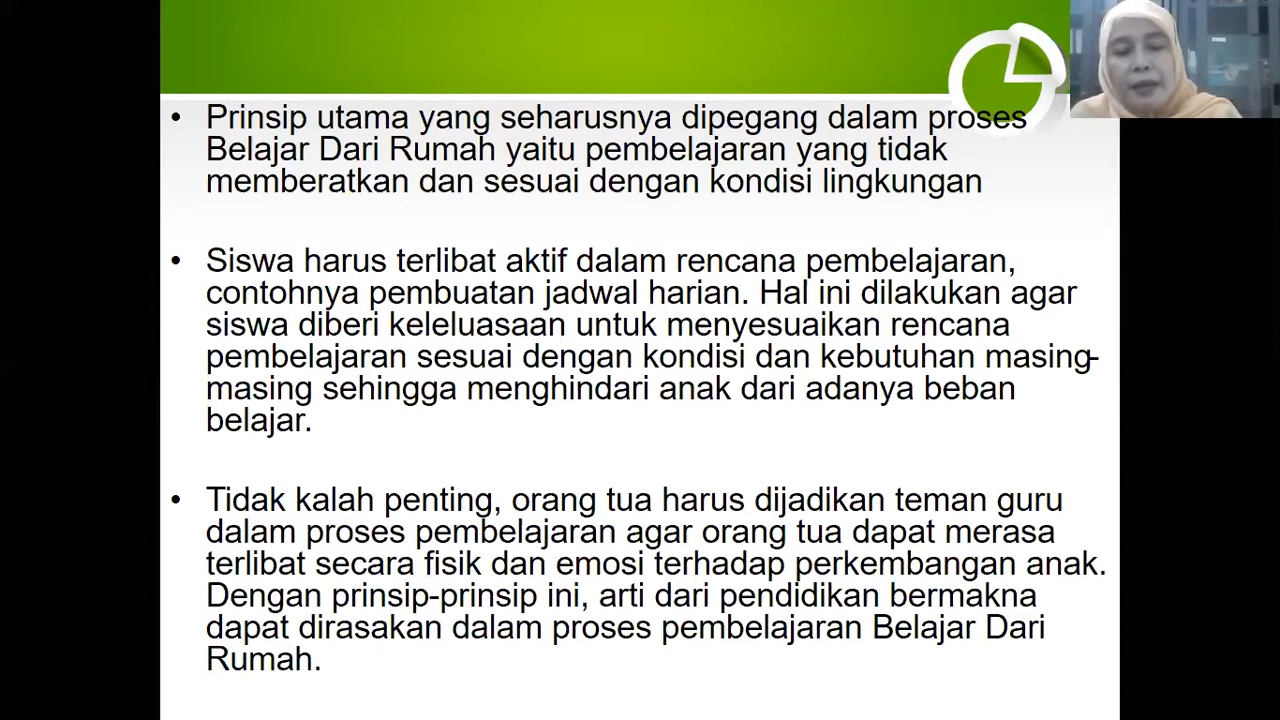 • Prinsip utama yang seharusnya dipegang dalam proses
Belajar Dari Rumah yaitu pembelajaran yang tidak
memberatkan dan sesuai dengan kondisi lingkungan
• Siswa harus terlibat aktif dalam rencana pembelajaran,
contohnya pembuatan jadwal harian. Hal ini dilakukan agar
siswa diberi keleluasaan untuk menyesuaikan rencana
pembelajaran sesuai dengan kondisi dan kebutuhan masing-
masing sehingga menghindari anak dari adanya beban
belajar.
• Tidak kalah penting, orang tua harus dijadikan teman guru
dalam proses pembelajaran agar orang tua dapat merasa
terlibat secara fisik dan emosi terhadap perkembangan anak.
Dengan prinsip-prinsip ini, arti dari pendidikan bermakna
dapat dirasakan dalam proses pembelajaran Belajar Dari
Rumah.